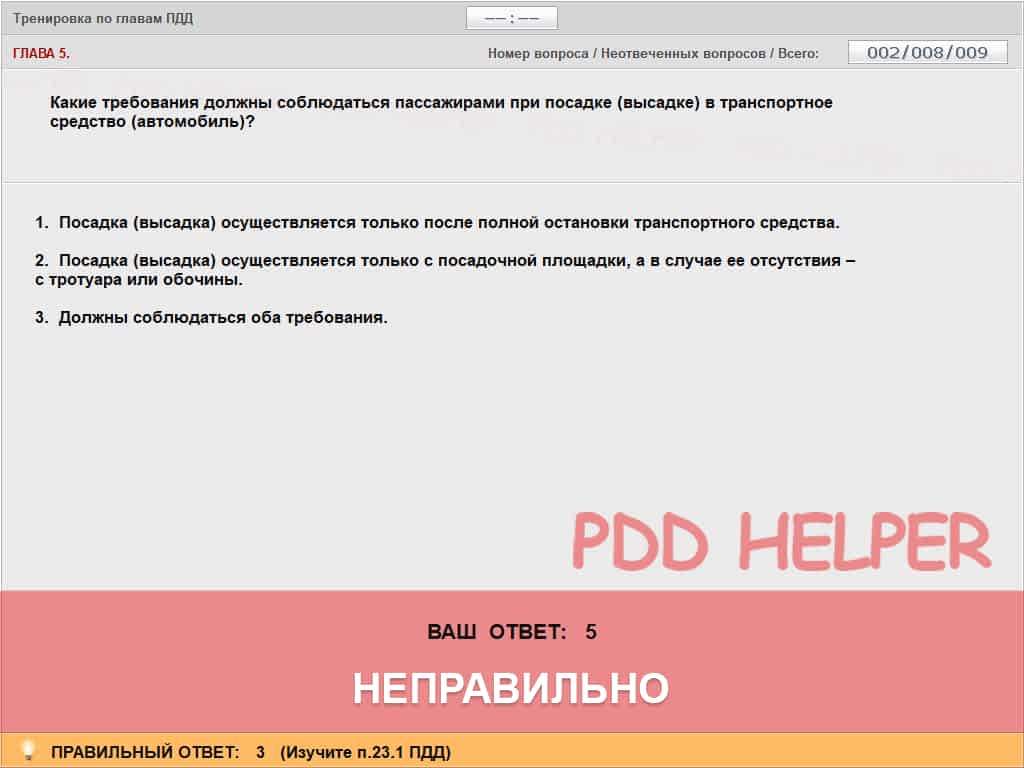 Тренировка по главам ПДД
—— : ——
ГЛАВА 5.
Номер вопроса / Неотвеченных вопросов / Всего:
002/008/009
Какие требования должны соблюдаться пассажирами при посадке (высадке) в транспортное
средство (автомобиль)?
1. Посадка (высадка) осуществляется только после полной остановки транспортного средства.
2. Посадка (высадка) осуществляется только с посадочной площадки, а в случае ее отсутствия –
с тротуара или обочины.
3. Должны соблюдаться оба требования.
PDD HELPER
ВАШ ОТВЕТ: 5
НЕПРАВИЛЬНО
ПРАВИЛЬНЫЙ ОТВЕТ: 3 (Изучите п.23.1 ПДД)